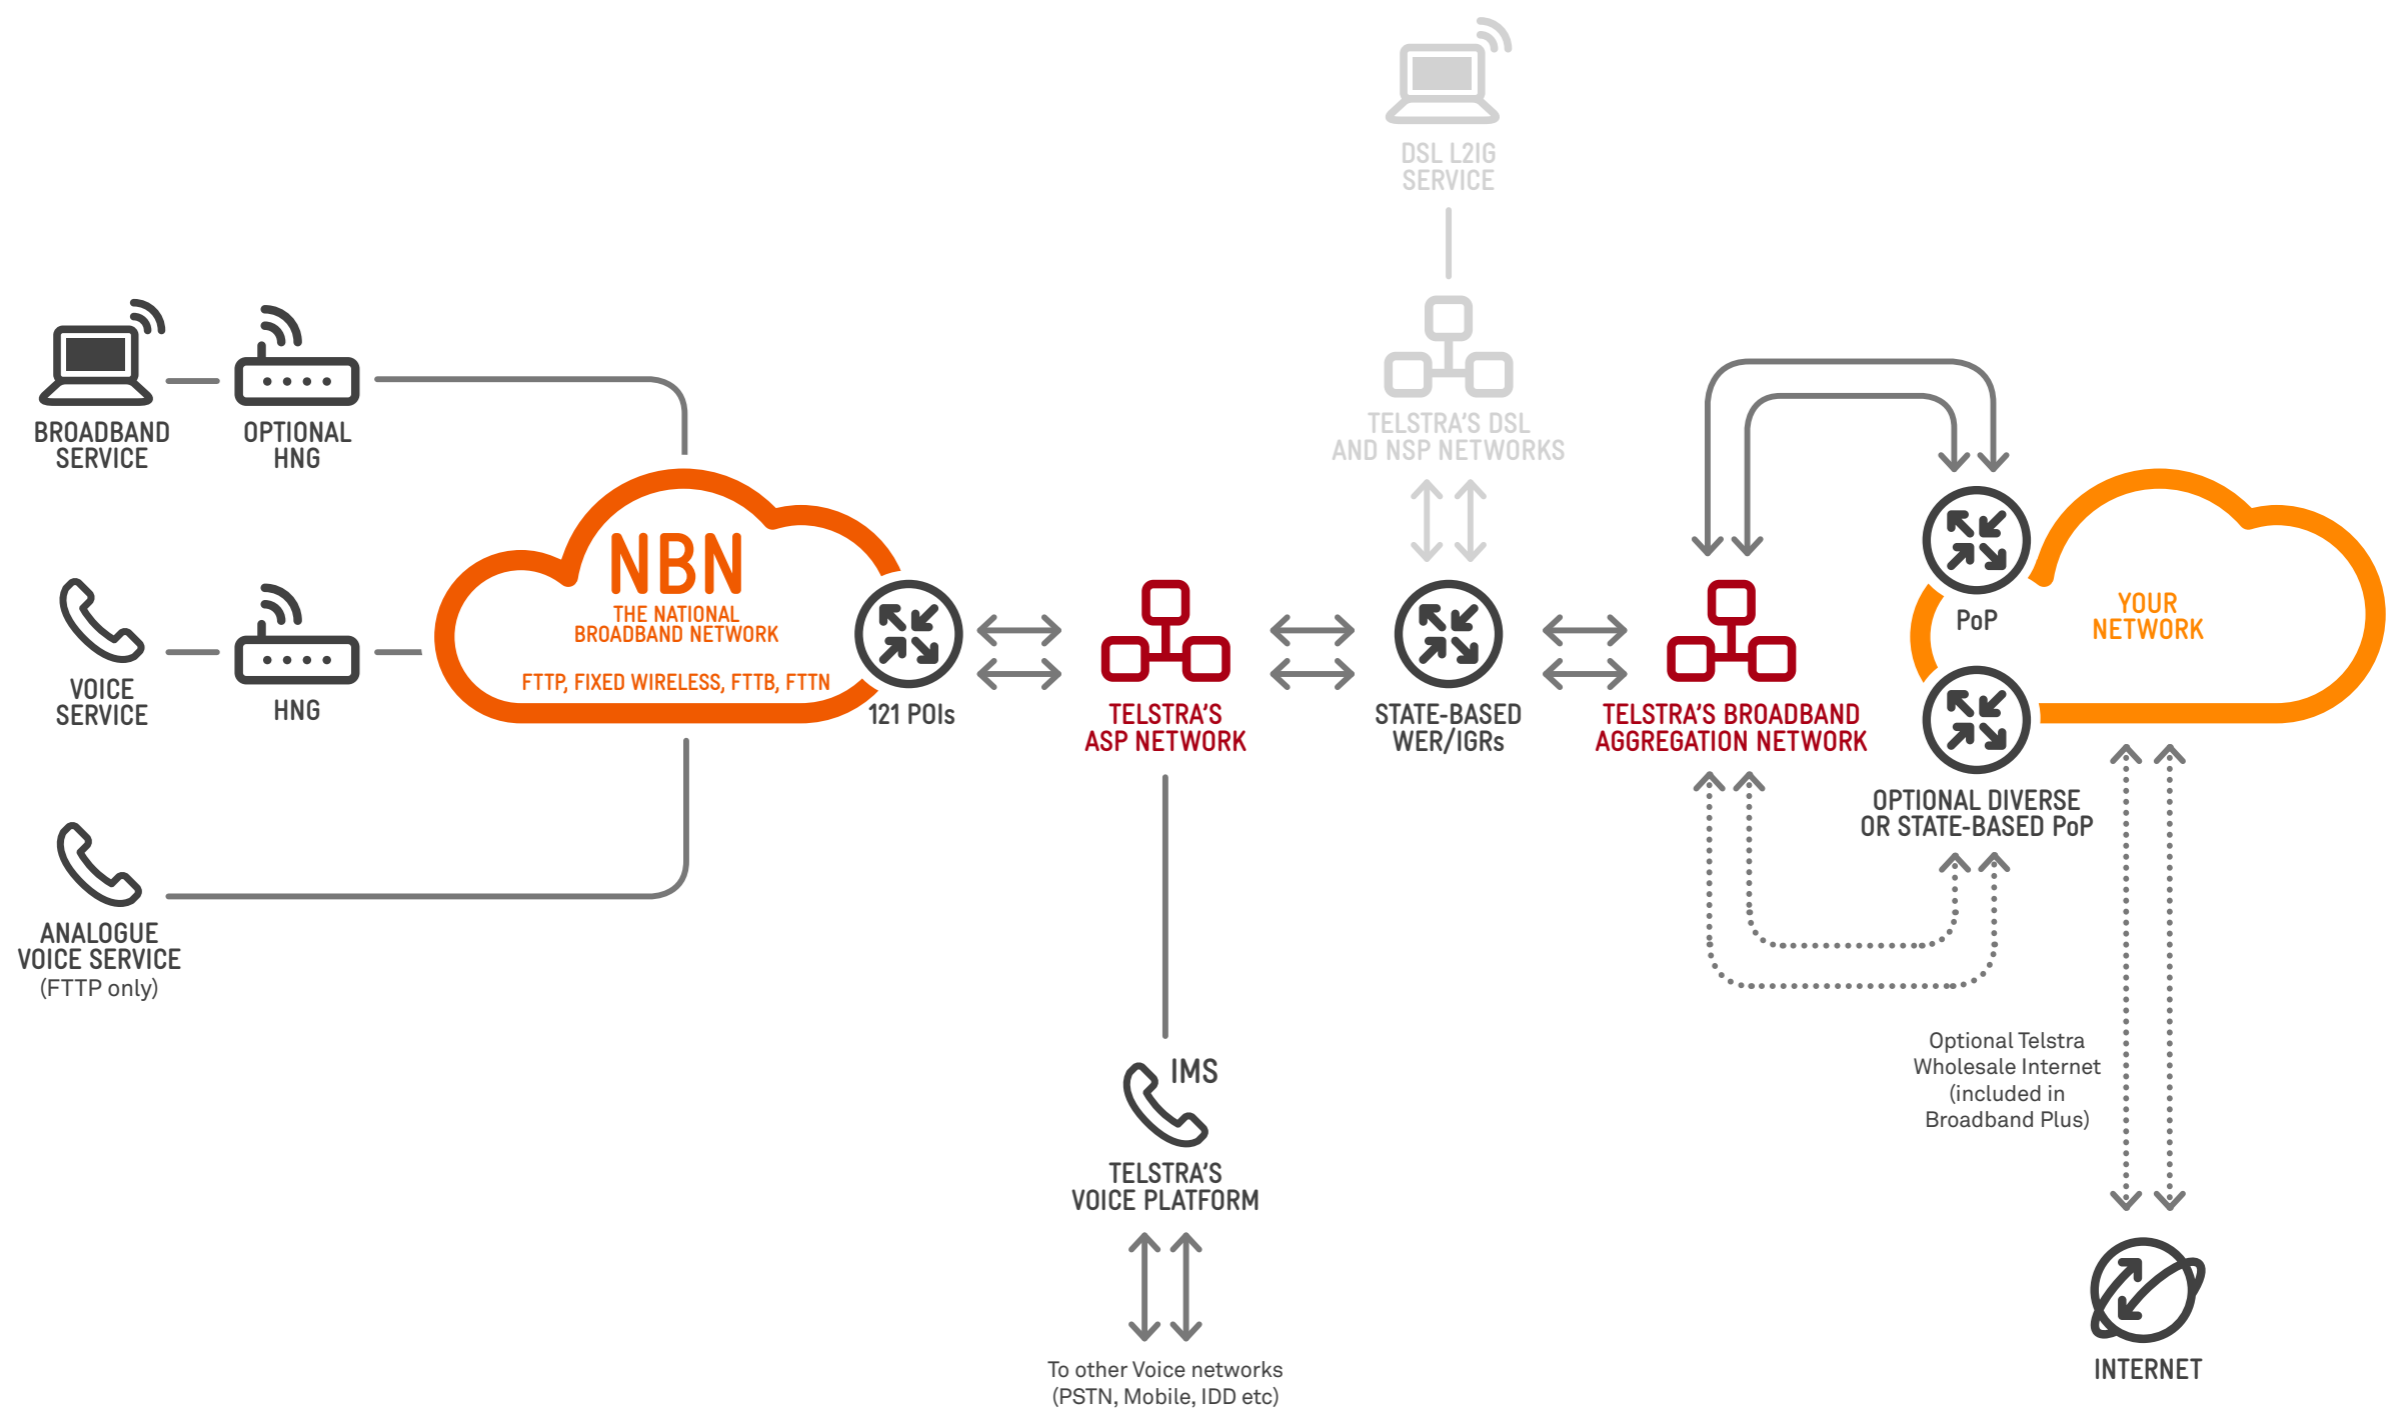 DSL L2IG
SERVICE
TELSTRA'S DSL
AND NSP NETWORKS
BROADBAND
SERVICE
OPTIONAL
HNG
VOICE
SERVICE
HNG
ANALOGUE
VOICE SERVICE
(FTTP only)
NBN
THE NATIONAL
BROADBAND NETWORK
FTTP, FIXED WIRELESS, FTTB, FTTN
121 POIs
TELSTRA'S
ASP NETWORK
STATE-BASED
WER/IGRs
TELSTRA'S BROADBAND
AGGREGATION NETWORK
PoP
YOUR
NETWORK
OPTIONAL DIVERSE
OR STATE-BASED PoP
IMS
TELSTRA'S
VOICE PLATFORM
To other Voice networks
(PSTN, Mobile, IDD etc)
Optional Telstra
Wholesale Internet
(included in
Broadband Plus)
INTERNET